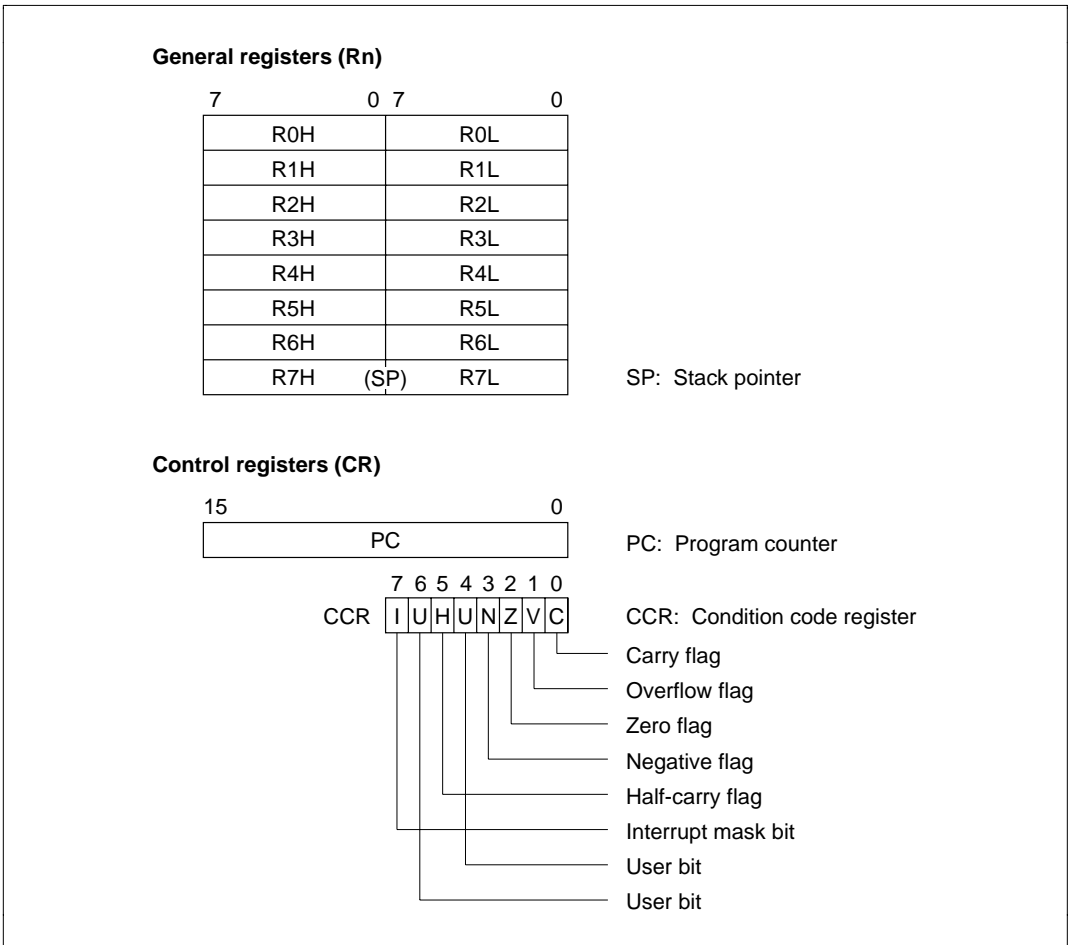 General registers (Rn)
7 0 7 0
R0H R0L
R1H R1L
R2H R2L
R3H R3L
R4H R4L
R5H R5L
R6H R6L
R7H (SP) R7L SP: Stack pointer
Control registers (CR)
15 0
PC PC: Program counter
7 6 5 4 3 2 1 0
CCR I U H U N Z V C CCR: Condition code register
Carry flag
Overflow flag
Zero flag
Negative flag
Half-carry flag
Interrupt mask bit
User bit
User bit